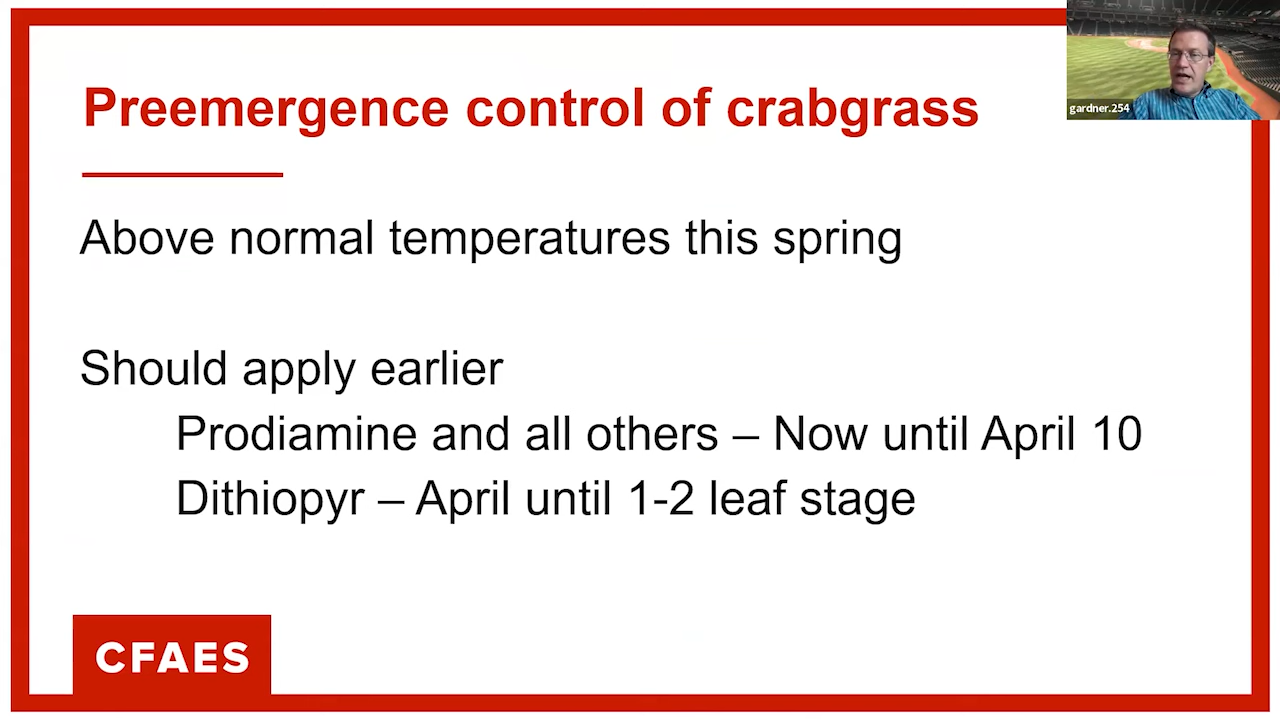 Preemergence control of crabgrass
gardner.254
Above normal temperatures this spring
Should apply earlier
Prodiamine and all others – Now until April 10
Dithiopyr – April until 1-2 leaf stage
CFAES